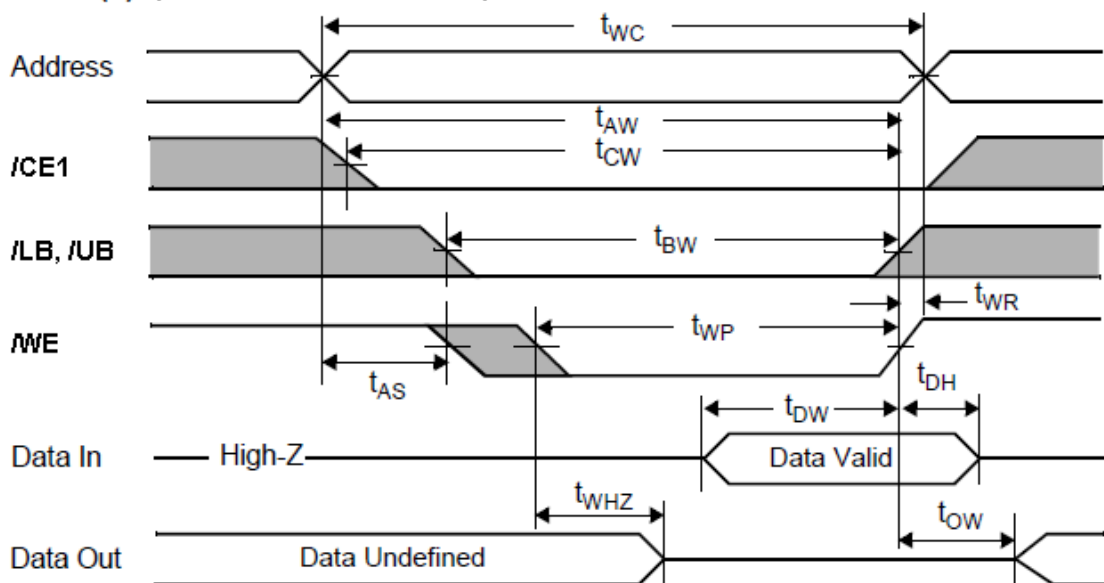 tWC
Address
tAW
tCW
/CE1
tBW
/LB, /UB
tWR
tWP
/WE
tAS
tDH
tDW
Data In
High-Z
Data Valid
tWHZ
tOW
Data Out
Data Undefined